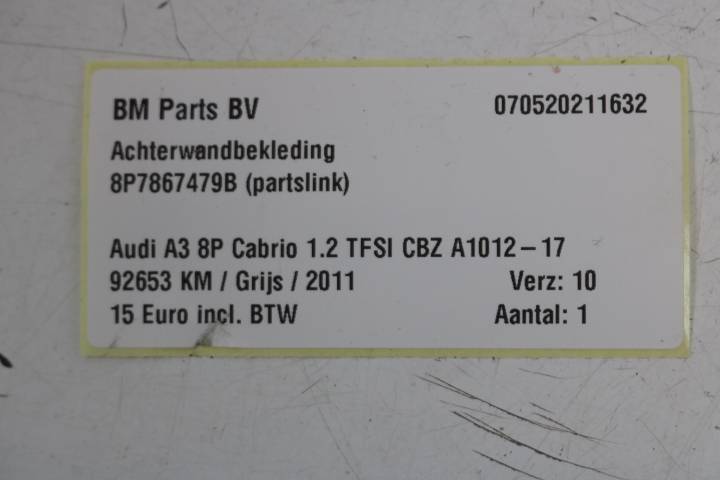 BM Parts BV 070520211632
Achterwandbekleding
8P7867479B (partslink)
Audi A3 8P Cabrio 1.2 TFSI CBZ A1012-17
92653 KM / Grijs / 2011 Verz: 10
15 Euro incl. BTW Aantal: 1